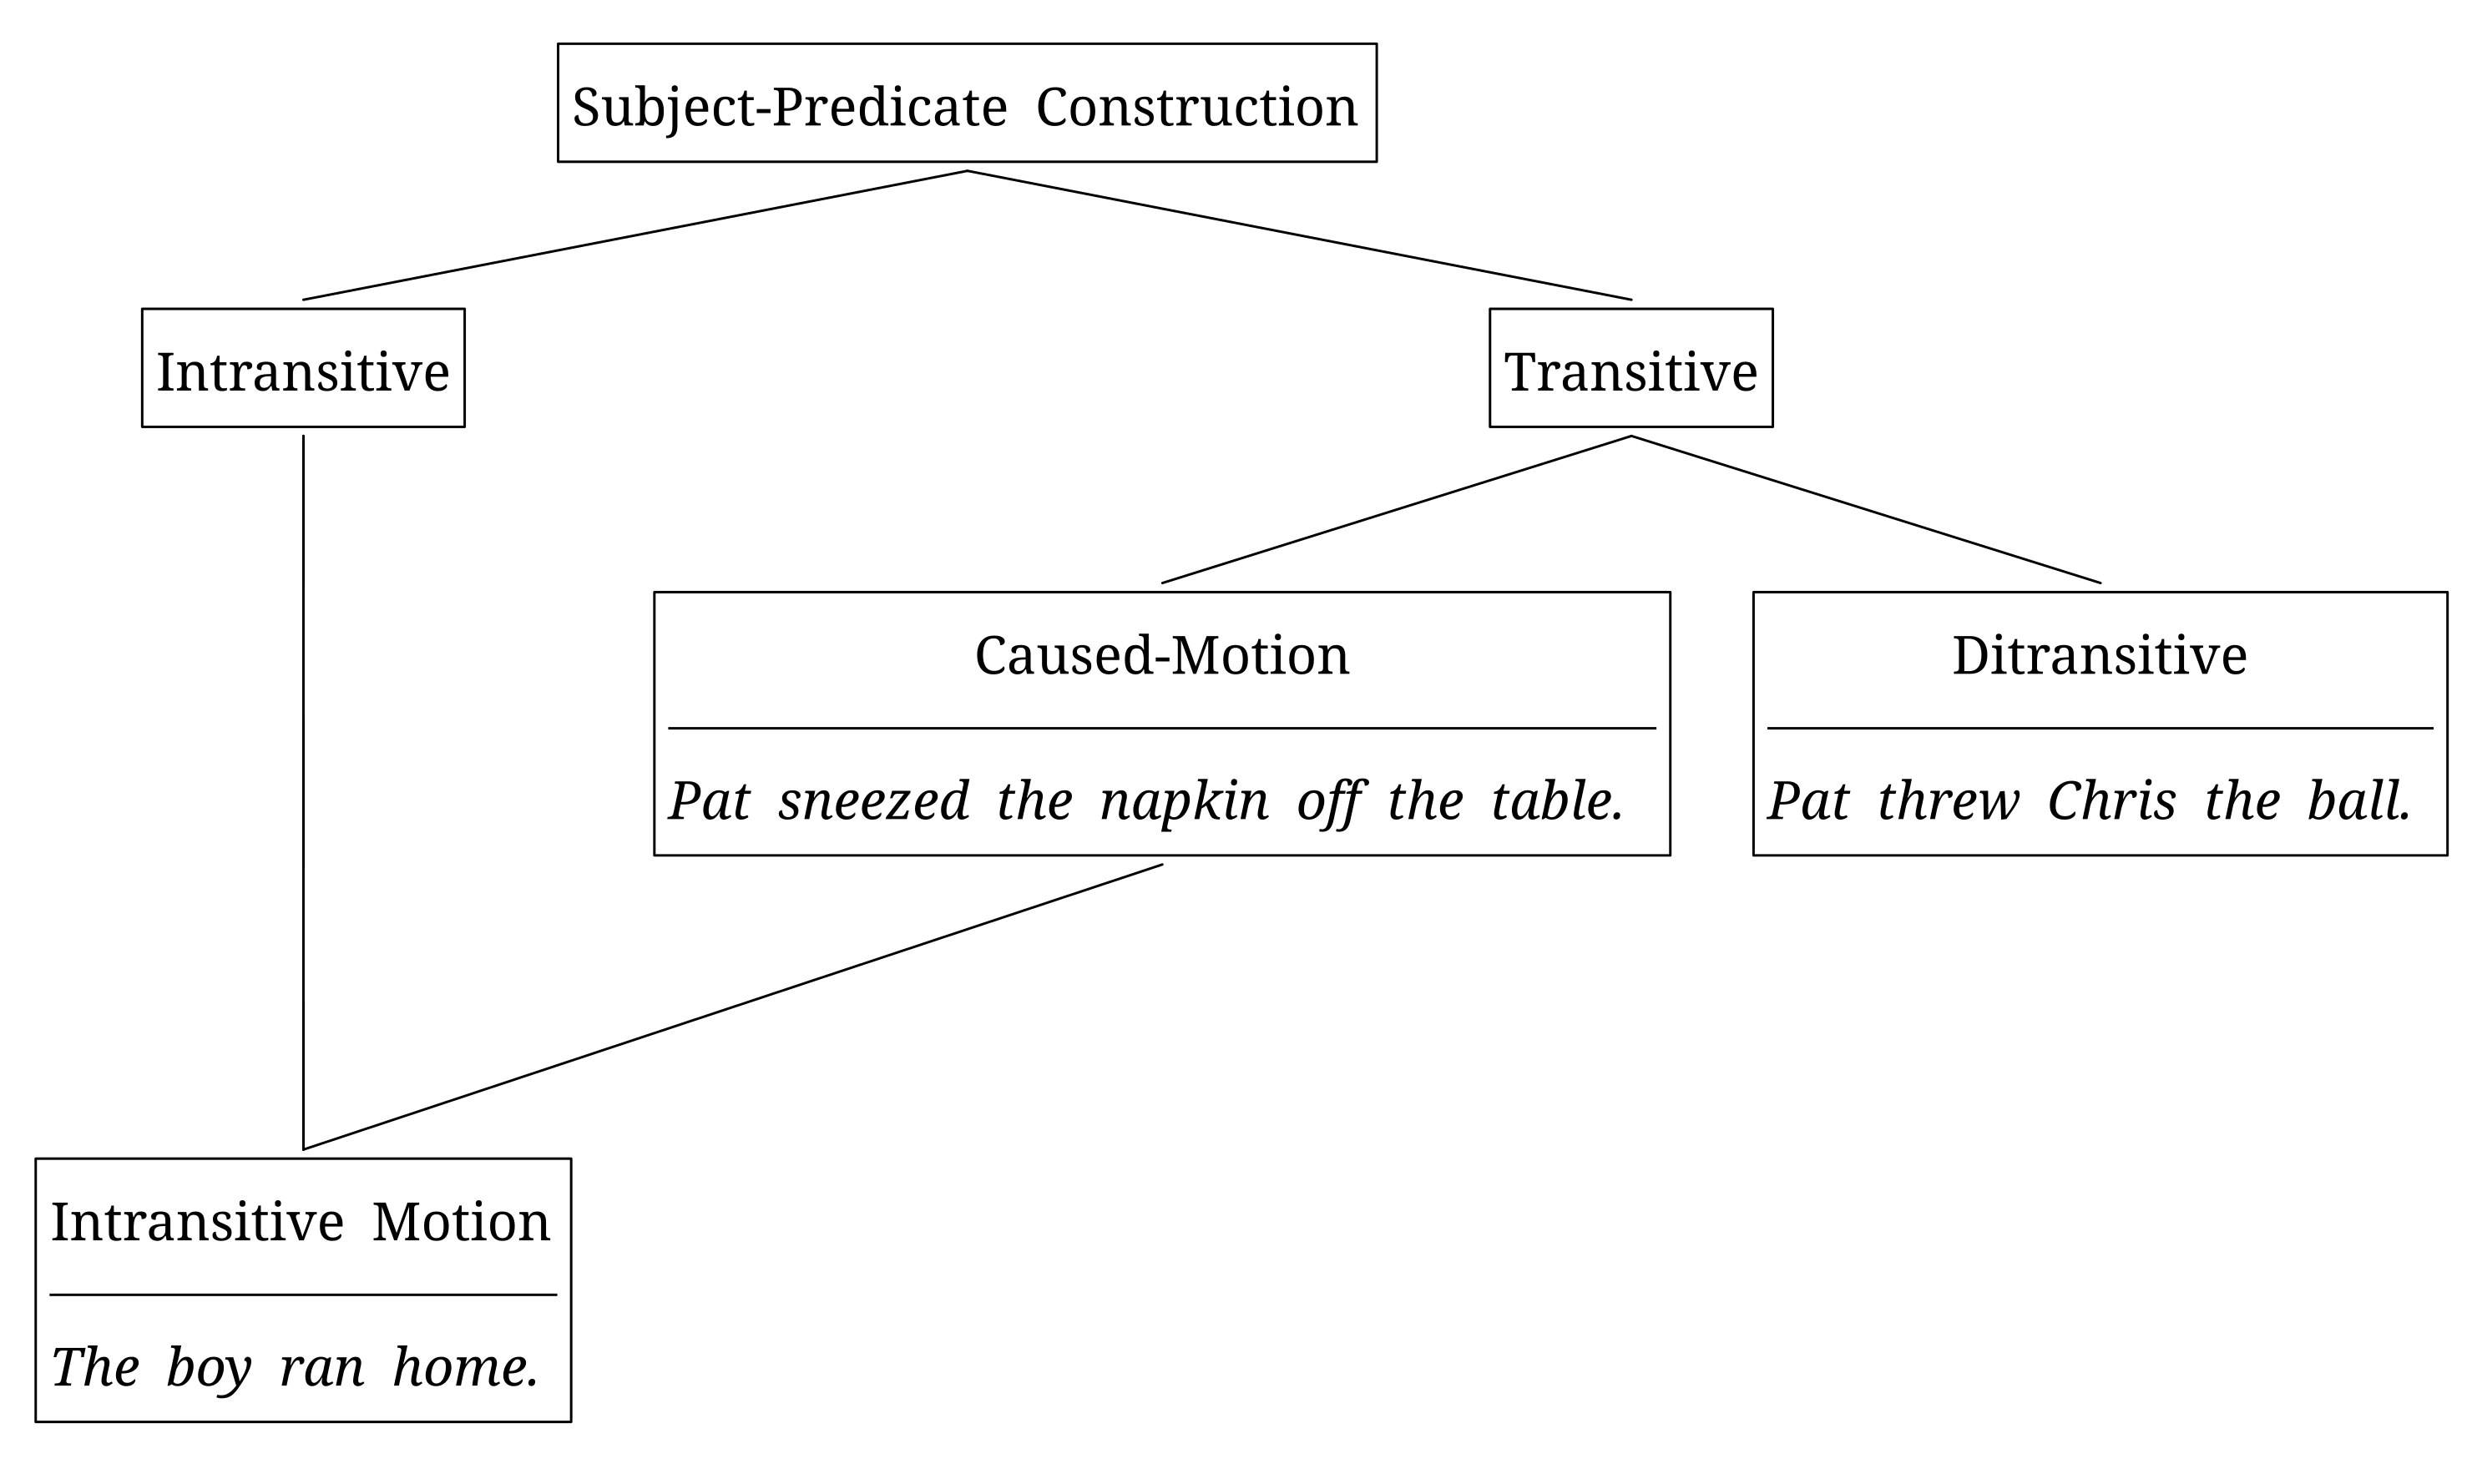 Subject-Predicate Construction
Intransitive
Transitive
Caused-Motion
Pat sneezed the napkin off the table.
Ditransitive
Pat threw Chris the ball.
Intransitive Motion
The boy ran home.